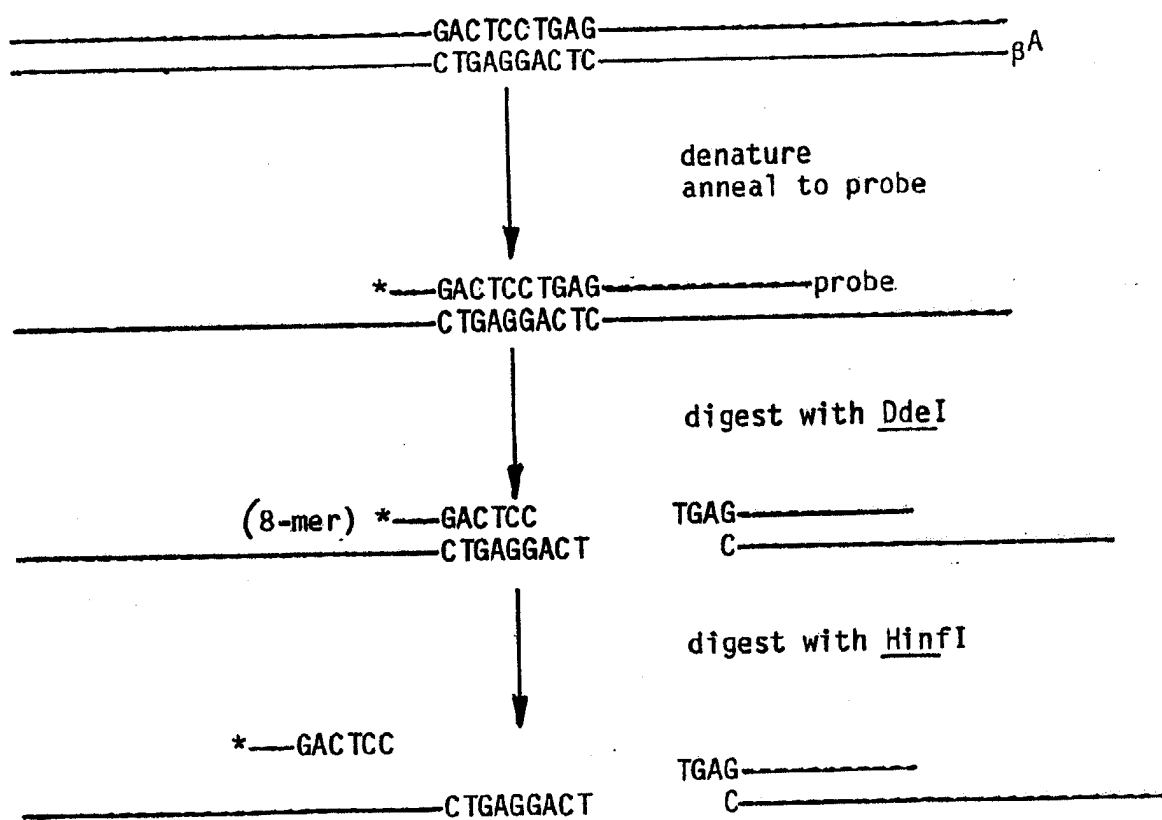 GACTCCTGAG
CTGAGGACTC
βA
denature
anneal to probe
*GACTCCTGAG probe
CTGAGGACTC
digest with DdeI
(8-mer) *GACTCC TGAG
CTGAGGACT C
digest with HinfI
*GACTCC
TGAG
CTGAGGACT C